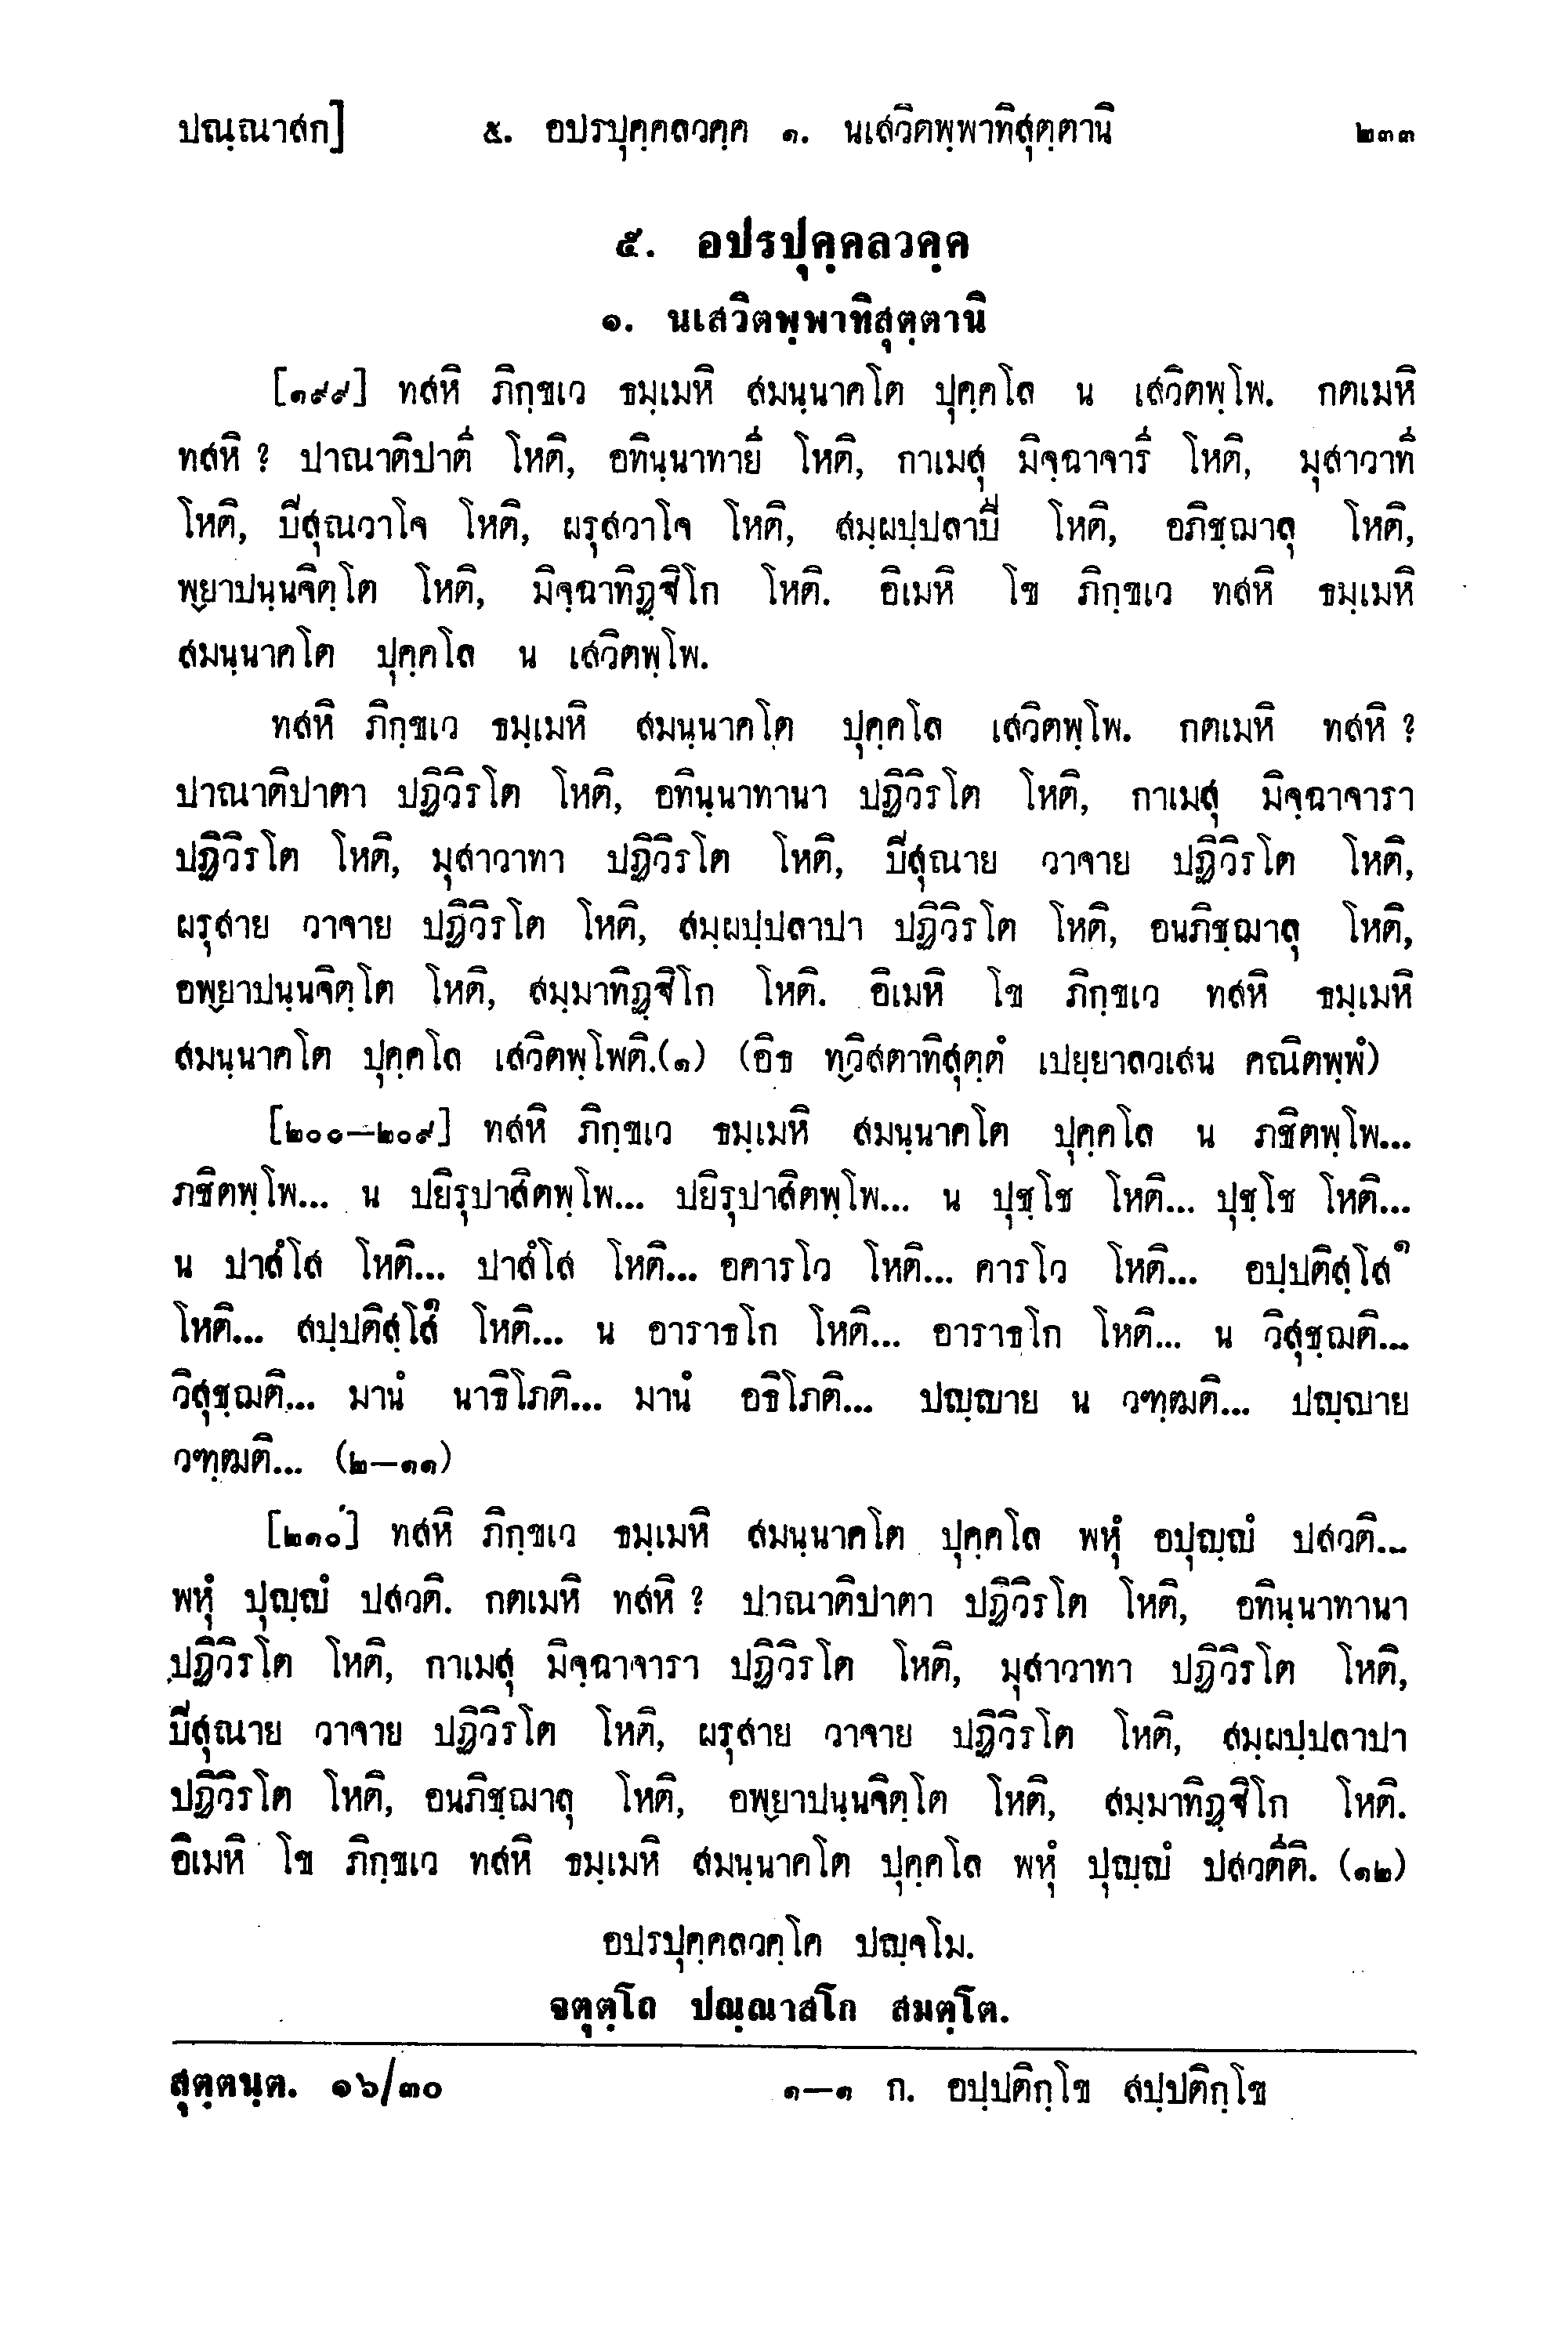 ปณฺณาสก]	๕. อปรปุคฺคลวคฺค ๑. นเสวิตพฺพาทิสุตฺตานิ	๒๓๓
๕. อปรปุคฺคลวคฺค
๑. นเสวิตพฺพาทิสุตฺตานิ
[๑๙๙] ทสหิ ภิกฺขเว ธมฺเมหิ สมนฺนาคโต ปุคฺคโล น เสวิตพฺโพ. กตเมหิ
ทสหิ ? ปาณาติปาตี โหติ, อทินฺนาทายี โหติ, กาเมสุ มิจฺฉาจารี โหติ, มุสาวาที
โหติ, ปิสุณวาโจ โหติ, ผรุสวาโจ โหติ, สมฺผปฺปลาปี โหติ, อภิชฺฌาลุ โหติ,
พฺยาปนฺนจิตฺโต โหติ, มิจฺฉาทิฏฺฐิโก โหติ. อิเมหิ โข ภิกฺขเว ทสหิ ธมฺเมหิ
สมนฺนาคโต ปุคฺคโล น เสวิตพฺโพ.
ทสหิ ภิกฺขเว ธมฺเมหิ สมนฺนาคโต ปุคฺคโล เสวิตพฺโพ. กตเมหิ ทสหิ ?
ปาณาติปาตา ปฏิวิรโต โหติ, อทินฺนาทานา ปฏิวิรโต โหติ, กาเมสุ มิจฺฉาจารา
ปฏิวิรโต โหติ, มุสาวาทา ปฏิวิรโต โหติ, ปิสุณาย วาจาย ปฏิวิรโต โหติ,
ผรุสาย วาจาย ปฏิวิรโต โหติ, สมฺผปฺปลาปา ปฏิวิรโต โหติ, อนภิชฺฌาลุ โหติ,
อพฺยาปนฺนจิตฺโต โหติ, สมฺมาทิฏฺฐิโก โหติ. อิเมหิ โข ภิกฺขเว ทสหิ ธมฺเมหิ
สมนฺนาคโต ปุคฺคโล เสวิตพฺโพติ.(๑) (อิธ ทฺวิสตาทิสุตฺตํ เปยฺยาลวเสน คณิตพฺพํ)
[๒๐๐–๒๐๙] ทสหิ ภิกฺขเว ธมฺเมหิ สมนฺนาคโต ปุคฺคโล น ภชิตพฺโพ...
ภชิตพฺโพ... น ปยิรุปาสิตพฺโพ... ปยิรุปาสิตพฺโพ... น ปุชฺโช โหติ... ปุชฺโช โหติ...
น ปาสํโส โหติ... ปาสํโส โหติ... อคารโว โหติ... คารโว โหติ... อปฺปติสฺโส๑
โหติ... สปฺปติสฺโส๑ โหติ... น อาราธโก โหติ... อาราธโก โหติ... น วิสุชฺฌติ...
วิสุชฺฌติ... มานํ นาธิโภติ... มานํ อธิโภติ... ปญฺญาย น วฑฺฒติ... ปญฺญาย
วฑฺฒติ... (๒–๑๑)
[๒๑๐] ทสหิ ภิกฺขเว ธมฺเมหิ สมนฺนาคโต ปุคฺคโล พหุํ อปุญฺญํ ปสวติ...
พหุํ ปุญฺญํ ปสวติ. กตเมหิ ทสหิ ? ปาณาติปาตา ปฏิวิรโต โหติ, อทินฺนาทานา
ปฏิวิรโต โหติ, กาเมสุ มิจฺฉาจารา ปฏิวิรโต โหติ, มุสาวาทา ปฏิวิรโต โหติ,
ปิสุณาย วาจาย ปฏิวิรโต โหติ, ผรุสาย วาจาย ปฏิวิรโต โหติ, สมฺผปฺปลาปา
ปฏิวิรโต โหติ, อนภิชฺฌาลุ โหติ, อพฺยาปนฺนจิตฺโต โหติ, สมฺมาทิฏฺฐิโก โหติ.
อิเมหิ โข ภิกฺขเว ทสหิ ธมฺเมหิ สมนฺนาคโต ปุคฺคโล พหุํ ปุญฺญํ ปสวตีติ. (๑๒)
อปรปุคฺคลวคฺโค ปญฺจโม.
จตุตฺโถ ปณฺณาสโก สมตฺโต.
สุตฺตนฺต. ๑๖/๓๐	๑–๑ ก. อปฺปติกฺโข สปฺปติกฺโข